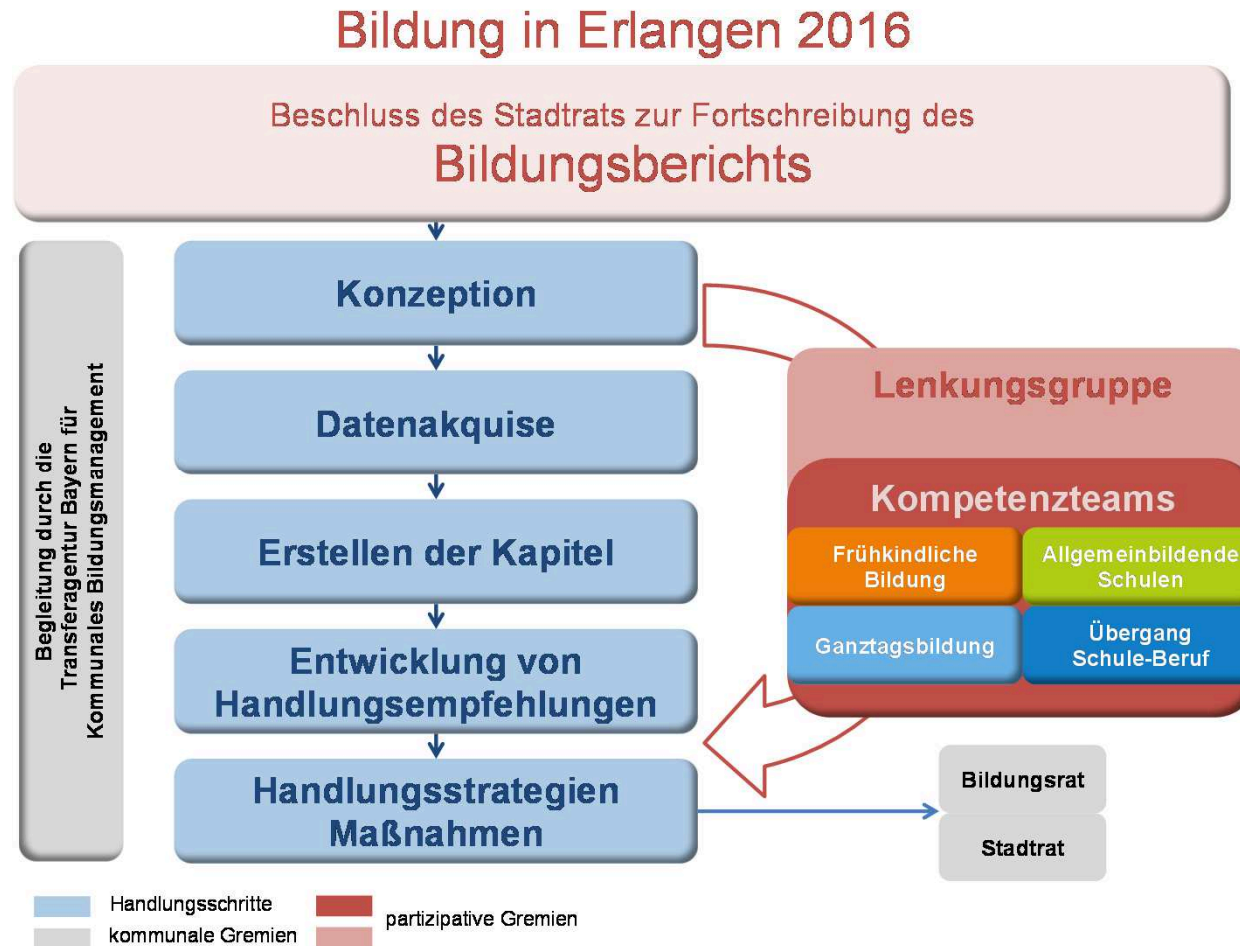 Bildung in Erlangen 2016
Beschluss des Stadtrats zur Fortschreibung des
Bildungsberichts
Begleitung durch die
Transferagentur Bayern für
Kommunales Bildungsmanagement
Konzeption
Datenakquise
Erstellen der Kapitel
Entwicklung von
Handlungsempfehlungen
Handlungsstrategien
Maßnahmen
Lenkungsgruppe
Kompetenzteams
Frühkindliche
Bildung
Allgemeinbildende
Schulen
Ganztagsbildung
Übergang
Schule-Beruf
Bildungsrat
Stadtrat
Handlungsschritte
kommunale Gremien
partizipative Gremien